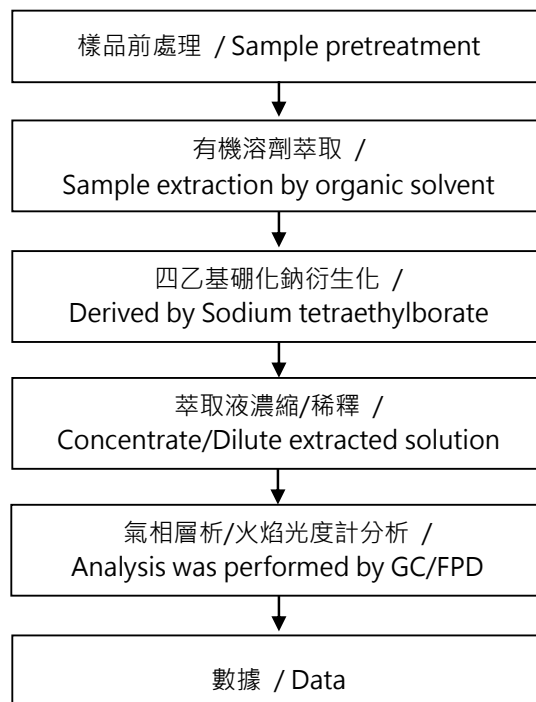 樣品前處理 / Sample pretreatment
有機溶劑萃取 /
Sample extraction by organic solvent
四乙基硼化鈉衍生化 /
Derived by Sodium tetraethylborate
萃取液濃縮/稀釋 /
Concentrate/Dilute extracted solution
氣相層析/火焰光度計分析 /
Analysis was performed by GC/FPD
數據 / Data